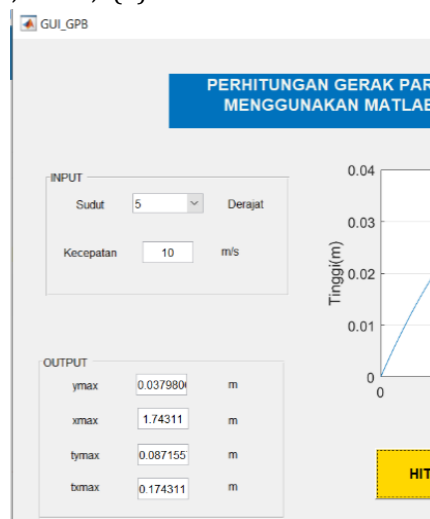 GUI_GPB
PERHITUNGAN GERAK PAR
MENGGUNAKAN MATLAB
INPUT
Sudut 5 Derajat
Kecepatan 10 m/s
OUTPUT
ymax 0.037980 m
xmax 1.74311 m
tymax 0.087155 m
txmax 0.174311 m
Tinggi(m)
0.04
0.03
0.02
0.01
0
0
HIT